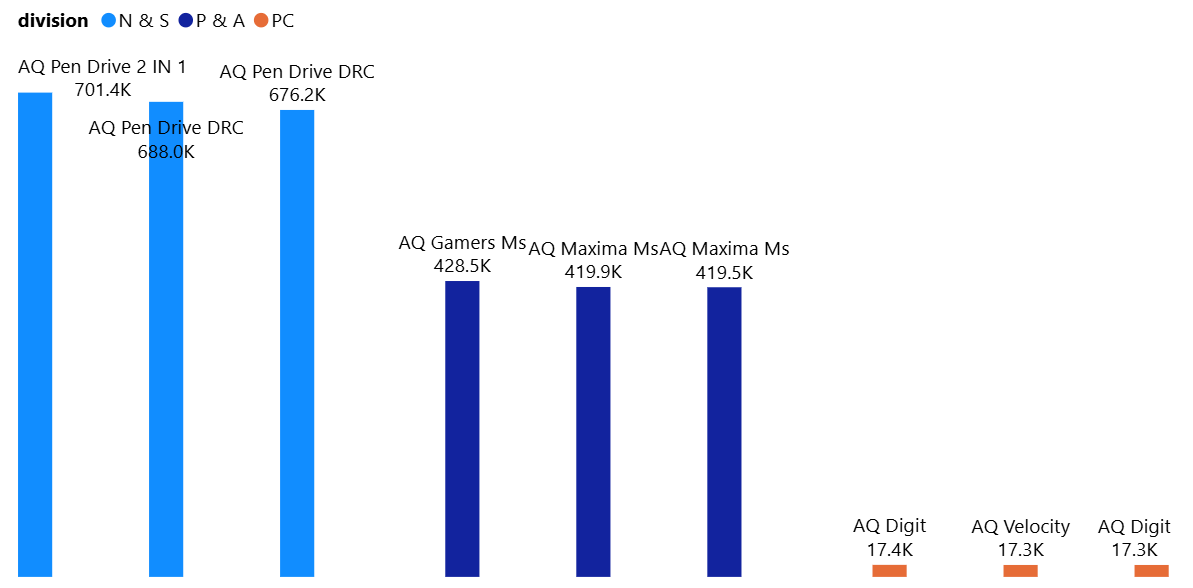 division N & S P & A PC
AQ Pen Drive 2 IN 1
701.4K
AQ Pen Drive DRC
688.0K
AQ Pen Drive DRC
676.2K
AQ Gamers Ms
428.5K
AQ Maxima Ms
419.9K
AQ Maxima Ms
419.5K
AQ Digit
17.4K
AQ Velocity
17.3K
AQ Digit
17.3K